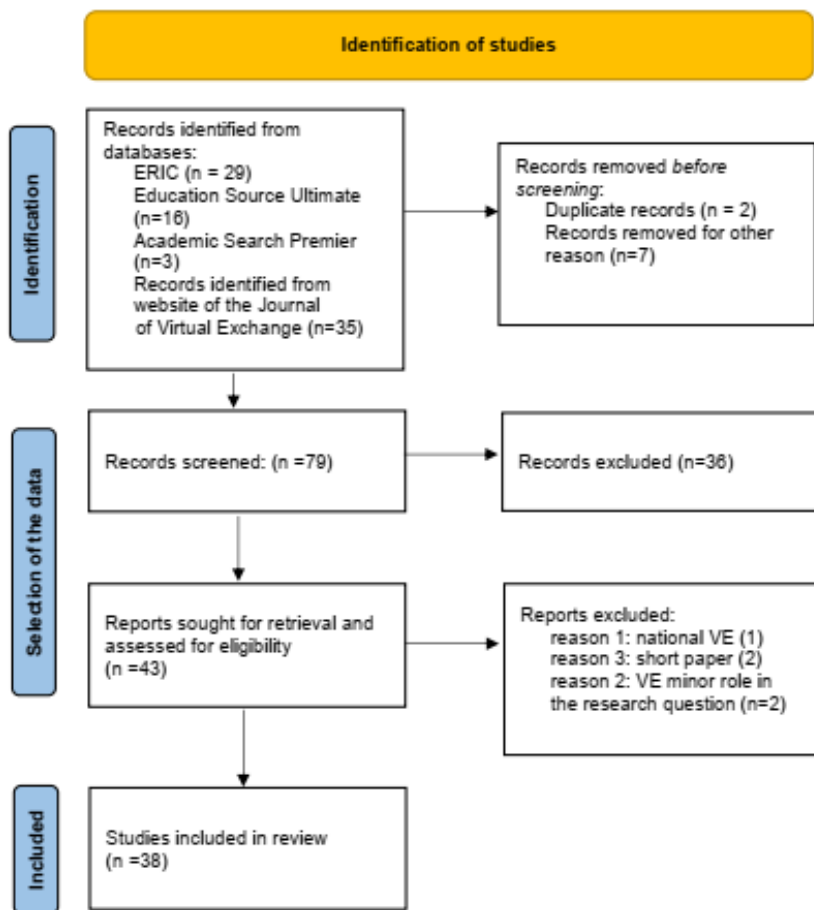 Identification of studies
Identification
Records identified from
databases:
ERIC (n = 29)
Education Source Ultimate
(n=16)
Academic Search Premier
(n=3)
Records identified from
website of the Journal
of Virtual Exchange (n=35)
Records removed before
screening:
Duplicate records (n = 2)
Records removed for other
reason (n=7)
Selection of the data
Records screened: (n =79)
Records excluded (n=36)
Reports sought for retrieval and
assessed for eligibility
(n =43)
Reports excluded:
reason 1: national VE (1)
reason 3: short paper (2)
reason 2: VE minor role in
the research question (n=2)
Included
Studies included in review
(n =38)